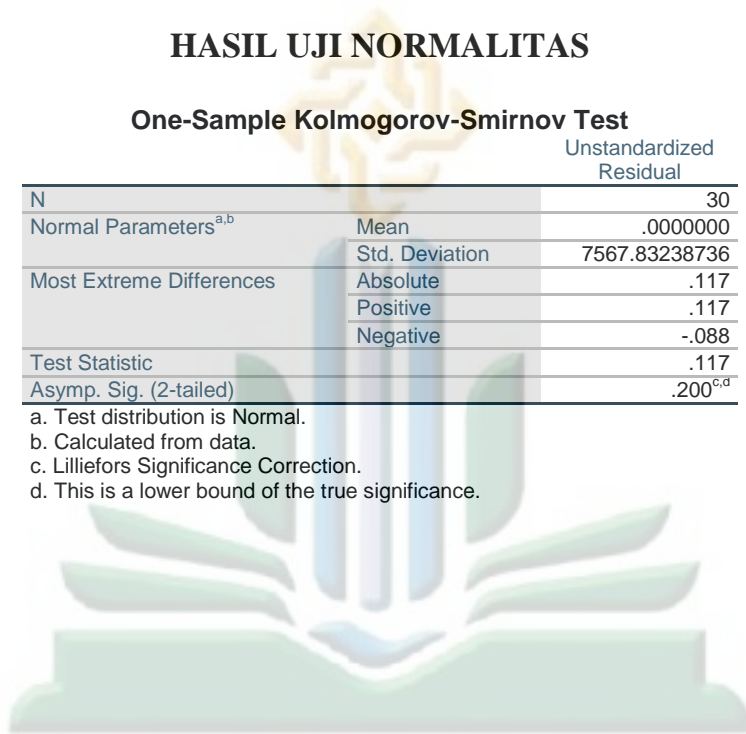 HASIL UJI NORMALITAS
One-Sample Kolmogorov-Smirnov Test
Unstandardized
Residual
N 30
Normal Parametersa,b Mean .0000000
Std. Deviation 7567.83238736
Most Extreme Differences Absolute .117
Positive .117
Negative -.088
Test Statistic .117
Asymp. Sig. (2-tailed) .200c,d
a. Test distribution is Normal.
b. Calculated from data.
c. Lilliefors Significance Correction.
d. This is a lower bound of the true significance.